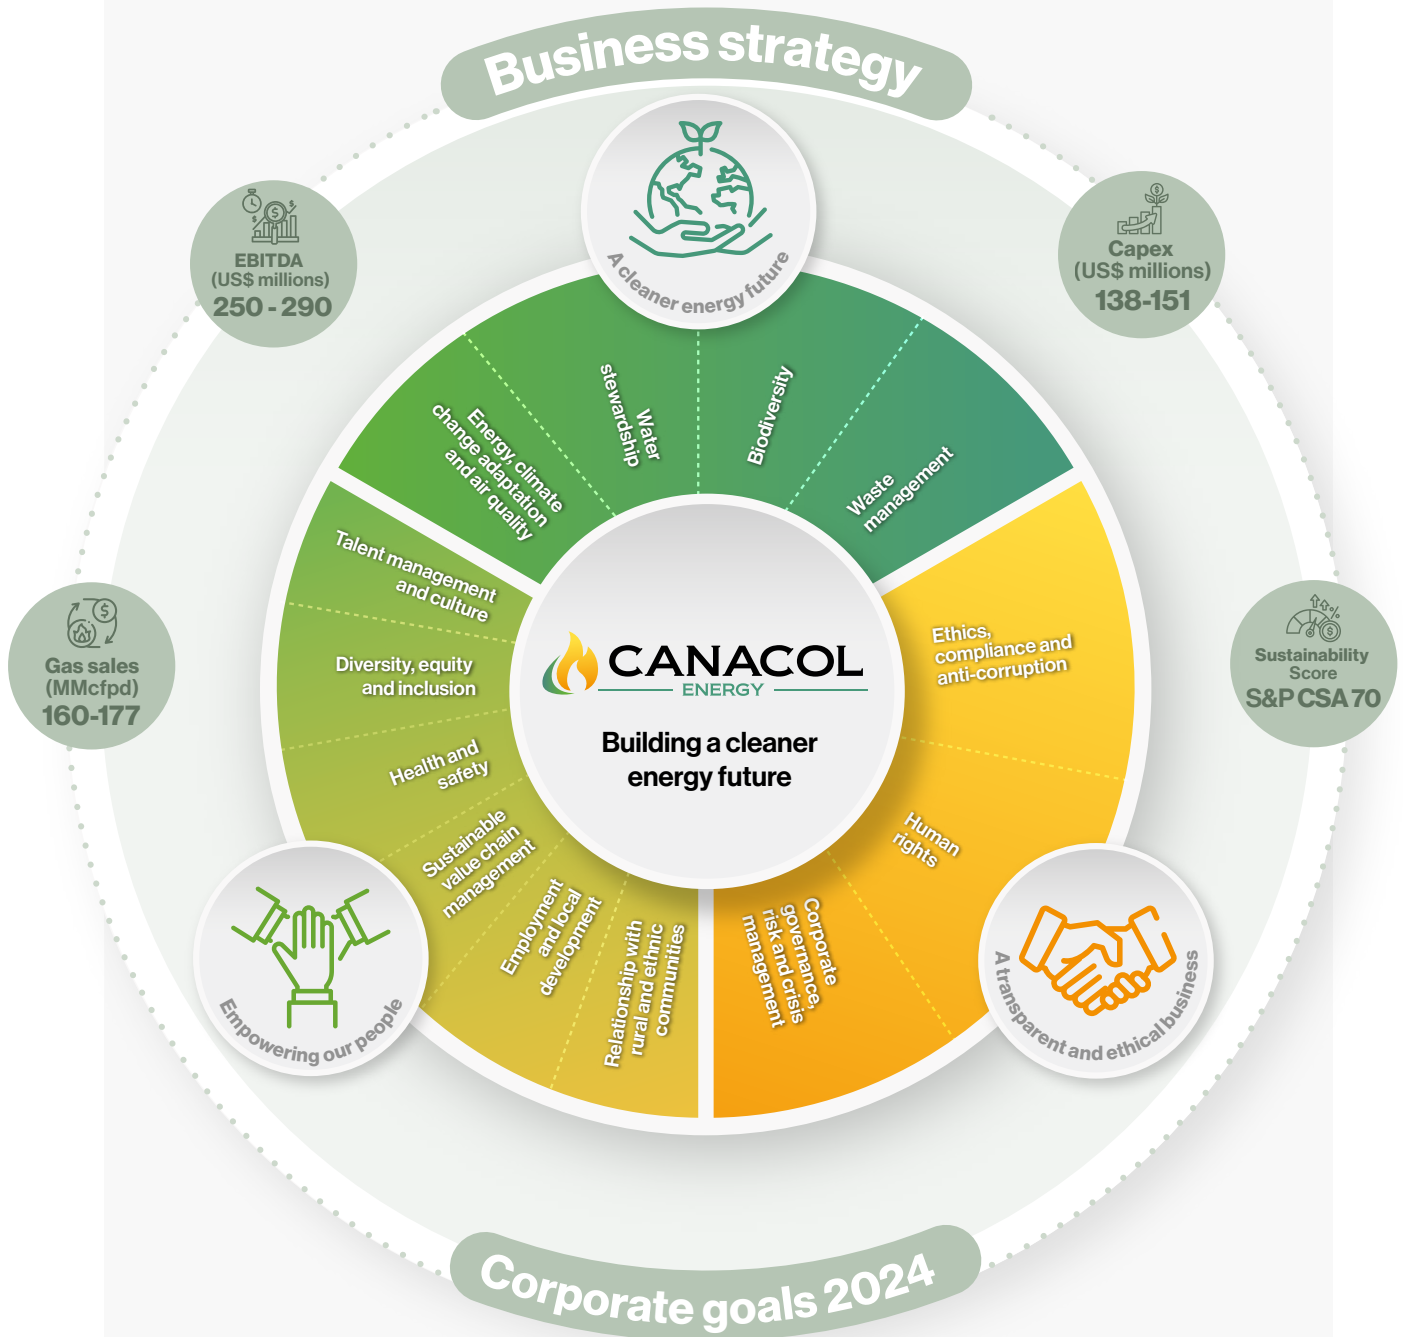 Business strategy
A cleaner energy future
EBITDA
(US$ millions)
250 - 290
Capex
(US$ millions)
138-151
Gas sales
(MMcfpd)
160-177
Sustainability
Score
S&P CSA 70
Energy, climate
change adaptation
and air quality
Water
stewardship
Biodiversity
Waste
management
Talent management
and culture
Diversity, equity
and inclusion
Health and
safety
Sustainable
value chain
management
Employment
and local
development
Relationship with
rural and ethnic
communities
Ethics,
compliance and
anti-corruption
Human
rights
Corporate
governance,
risk and crisis
management
CANACOL
ENERGY
Building a cleaner
energy future
Empowering our people
A transparent and ethical business
Corporate goals 2024